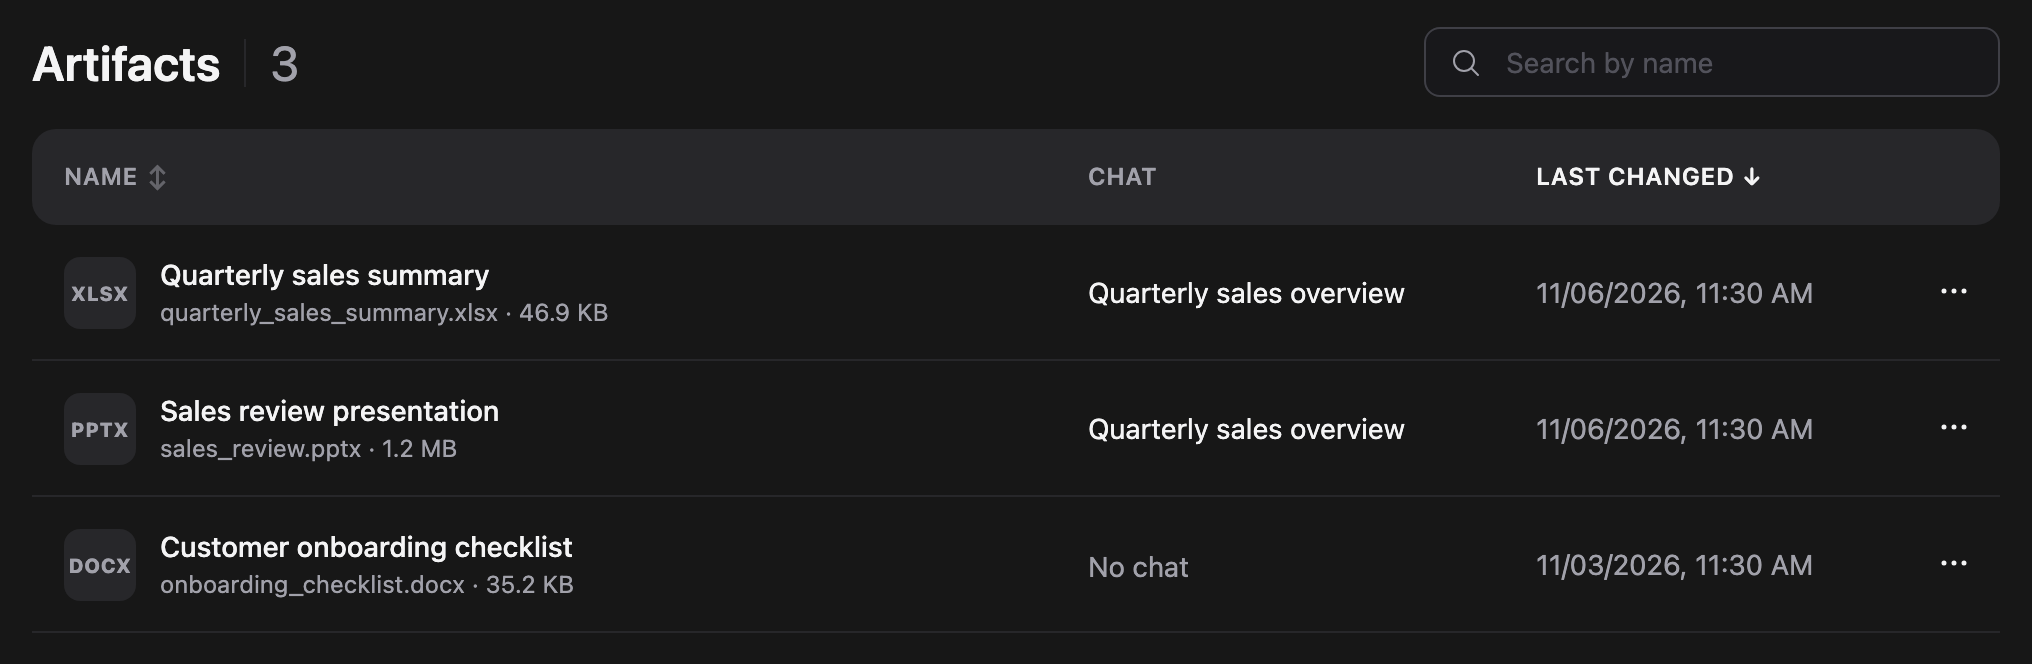 Artifacts 3
Search by name
NAME CHAT LAST CHANGED
XLSX
Quarterly sales summary
quarterly_sales_summary.xlsx · 46.9 KB
Quarterly sales overview
11/06/2026, 11:30 AM
PPTX
Sales review presentation
sales_review.pptx · 1.2 MB
Quarterly sales overview
11/06/2026, 11:30 AM
DOCX
Customer onboarding checklist
onboarding_checklist.docx · 35.2 KB
No chat
11/03/2026, 11:30 AM